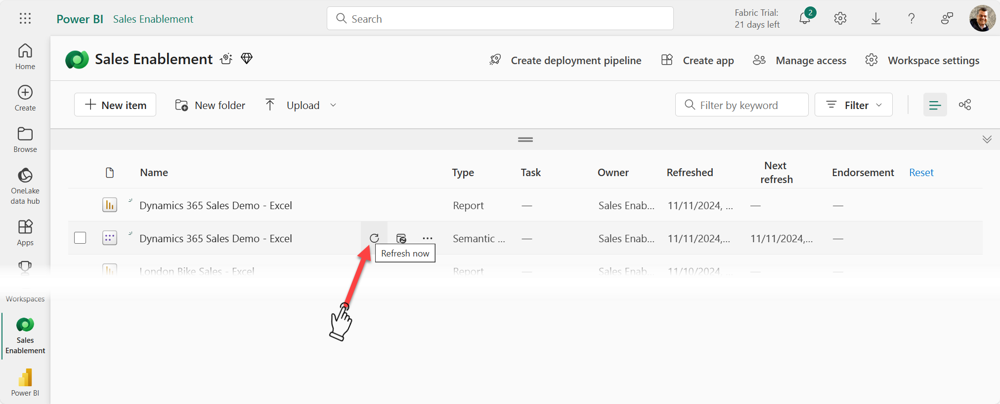 Power BI Sales Enablement
Search
Fabric Trial:
21 days left
2
Home
Create
Browse
OneLake
data hub
Apps
Workspaces
Sales
Enablement
Power BI
Sales Enablement
Create deployment pipeline
Create app
Manage access
Workspace settings
New item
New folder
Upload
Filter by keyword
Filter
Name Type Task Owner Refreshed Next refresh Endorsement Reset
Dynamics 365 Sales Demo - Excel Report — Sales Enab... 11/11/2024, ... — —
Dynamics 365 Sales Demo - Excel Semantic ... — Sales Enab... 11/11/2024,... 11/11/2024,... —
Refresh now
London Bike Sales - Excel Report — Sales Enab... 11/10/2024, ... — —